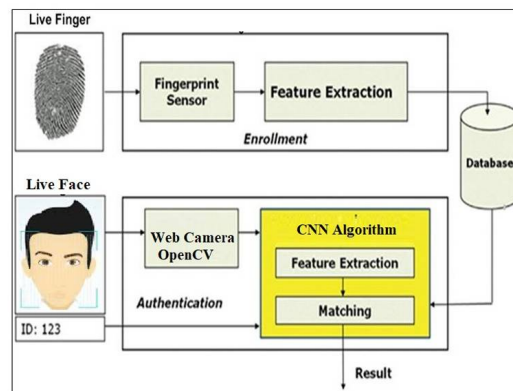 Live Finger
Fingerprint
Sensor
Feature Extraction
Enrollment
Database
Live Face
Web Camera
OpenCV
CNN Algorithm
Feature Extraction
Matching
Authentication
ID: 123
Result